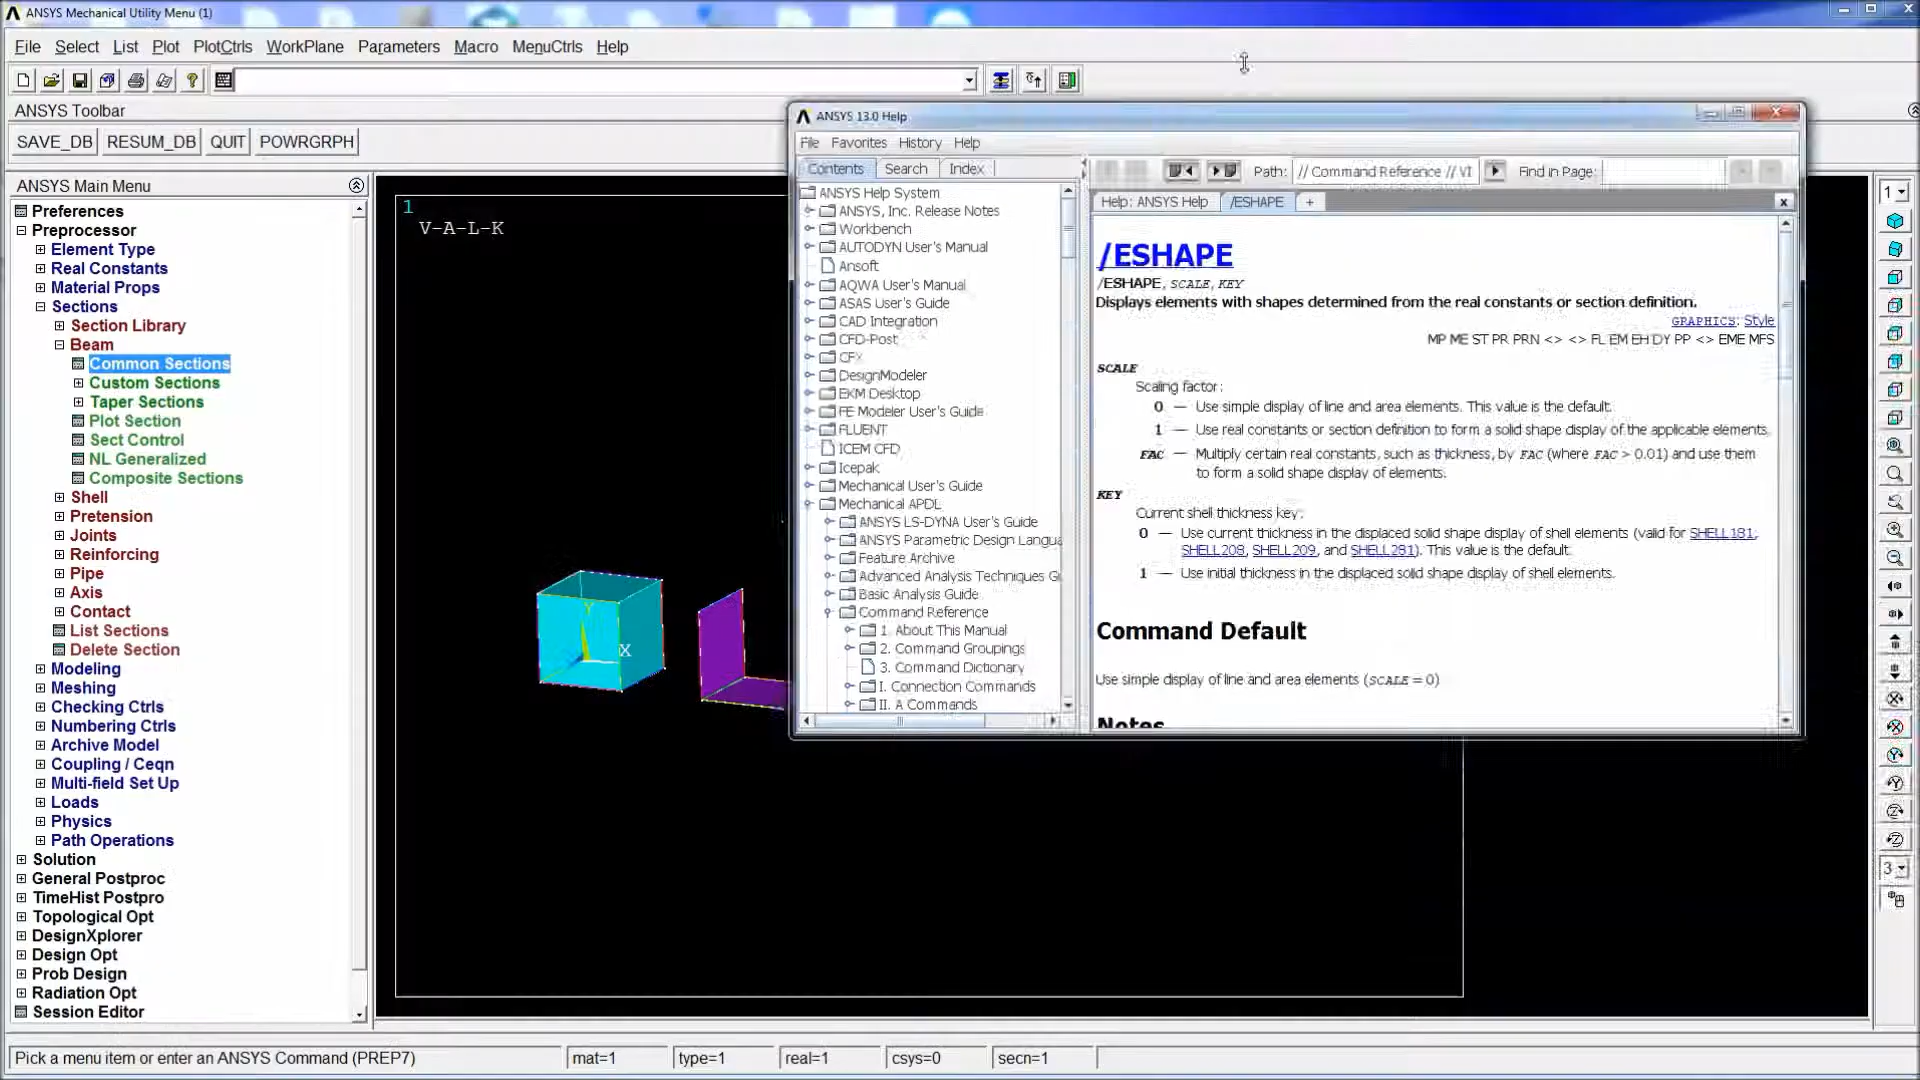 ANSYS Mechanical Utility Menu (1)
File Select List Plot PlotCtrls WorkPlane Parameters Macro MenuCtrls Help
ANSYS Toolbar
SAVE_DB RESUM_DB QUIT POWRGRPH
ANSYS Main Menu
Preferences
Preprocessor
Element Type
Real Constants
Material Props
Sections
Section Library
Beam
Common Sections
Custom Sections
Taper Sections
Plot Section
Sect Control
NL Generalized
Composite Sections
Shell
Pretension
Joints
Reinforcing
Pipe
Axis
Contact
List Sections
Delete Section
Modeling
Meshing
Checking Ctrls
Numbering Ctrls
Archive Model
Coupling / Ceqn
Multi-field Set Up
Loads
Physics
Path Operations
Solution
General Postproc
TimeHist Postpro
Topological Opt
DesignXplorer
Design Opt
Prob Design
Radiation Opt
Session Editor
1
V-A-L-K
Y
X
ANSYS 13.0 Help
File Favorites History Help
Contents Search Index
ANSYS Help System
ANSYS, Inc. Release Notes
Workbench
AUTODYN User's Manual
Ansoft
AQWA User's Manual
ASAS User's Guide
CAD Integration
CFD-Post
CFX
DesignModeler
EKM Desktop
FE Modeler User's Guide
FLUENT
ICEM CFD
Icepak
Mechanical User's Guide
Mechanical APDL
ANSYS LS-DYNA User's Guide
ANSYS Parametric Design Langua
Feature Archive
Advanced Analysis Techniques Gu
Basic Analysis Guide
Command Reference
1. About This Manual
2. Command Groupings
3. Command Dictionary
I. Connection Commands
II. A Commands
Path: // Command Reference // VI Find in Page:
Help: ANSYS Help /ESHAPE +
/ESHAPE
/ESHAPE, SCALE, KEY
Displays elements with shapes determined from the real constants or section definition.
GRAPHICS: Style
MP ME ST PR PRN <> <> FL EM EH DY PP <> EME MFS
SCALE
Scaling factor:
0 — Use simple display of line and area elements. This value is the default.
1 — Use real constants or section definition to form a solid shape display of the applicable elements.
FAC — Multiply certain real constants, such as thickness, by FAC (where FAC > 0.01) and use them
to form a solid shape display of elements.
KEY
Current shell thickness key:
0 — Use current thickness in the displaced solid shape display of shell elements (valid for SHELL181,
SHELL208, SHELL209, and SHELL281). This value is the default.
1 — Use initial thickness in the displaced solid shape display of shell elements.
Command Default
Use simple display of line and area elements (SCALE = 0)
Notes
1
3
Pick a menu item or enter an ANSYS Command (PREP7) mat=1 type=1 real=1 csys=0 secn=1